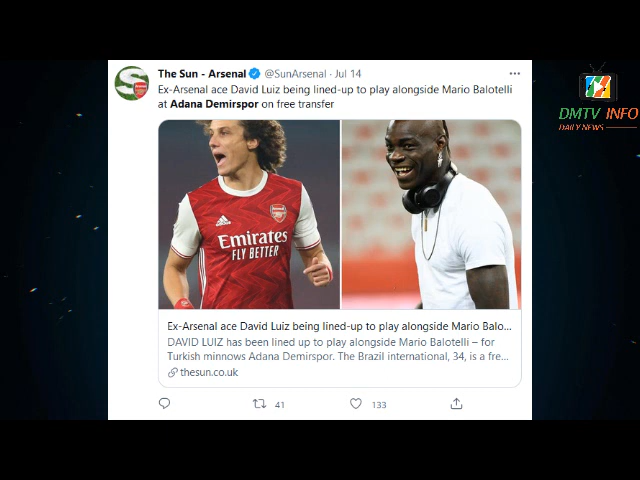 The Sun - Arsenal @SunArsenal · Jul 14
Ex-Arsenal ace David Luiz being lined-up to play alongside Mario Balotelli
at Adana Demirspor on free transfer
DMTV INFO
DAILY NEWS
adidas
Arsenal
Emirates
FLY BETTER
Ex-Arsenal ace David Luiz being lined-up to play alongside Mario Balo...
DAVID LUIZ has been lined up to play alongside Mario Balotelli – for
Turkish minnows Adana Demirspor. The Brazil international, 34, is a fre...
thesun.co.uk
41
133